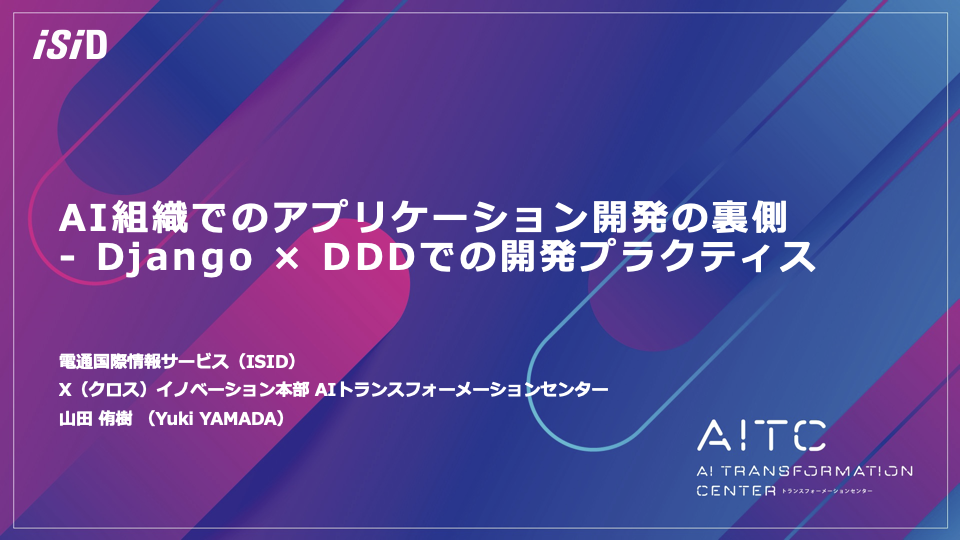 iSiD
AI組織でのアプリケーション開発の裏側
- Django × DDDでの開発プラクティス
電通国際情報サービス（ISID）
X（クロス）イノベーション本部 AIトランスフォーメーションセンター
山田 侑樹 （Yuki YAMADA）
AITC
AI TRANSFORMATION
CENTER トランスフォーメーションセンター